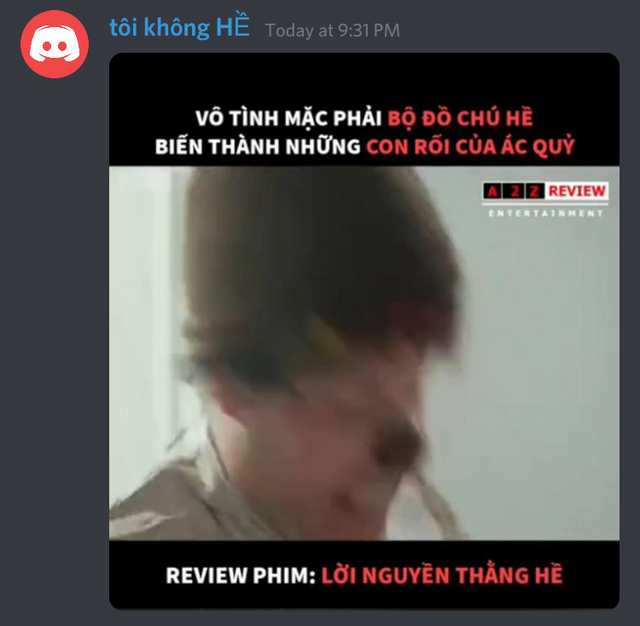 tôi không HỀ Today at 9:31 PM
VÔ TÌNH MẶC PHẢI BỘ ĐỒ CHÚ HỀ
BIẾN THÀNH NHỮNG CON RỐI CỦA ÁC QUỶ
A 2 Z REVIEW
ENTERTAINMENT
REVIEW PHIM: LỜI NGUYỀN THẰNG HỀ